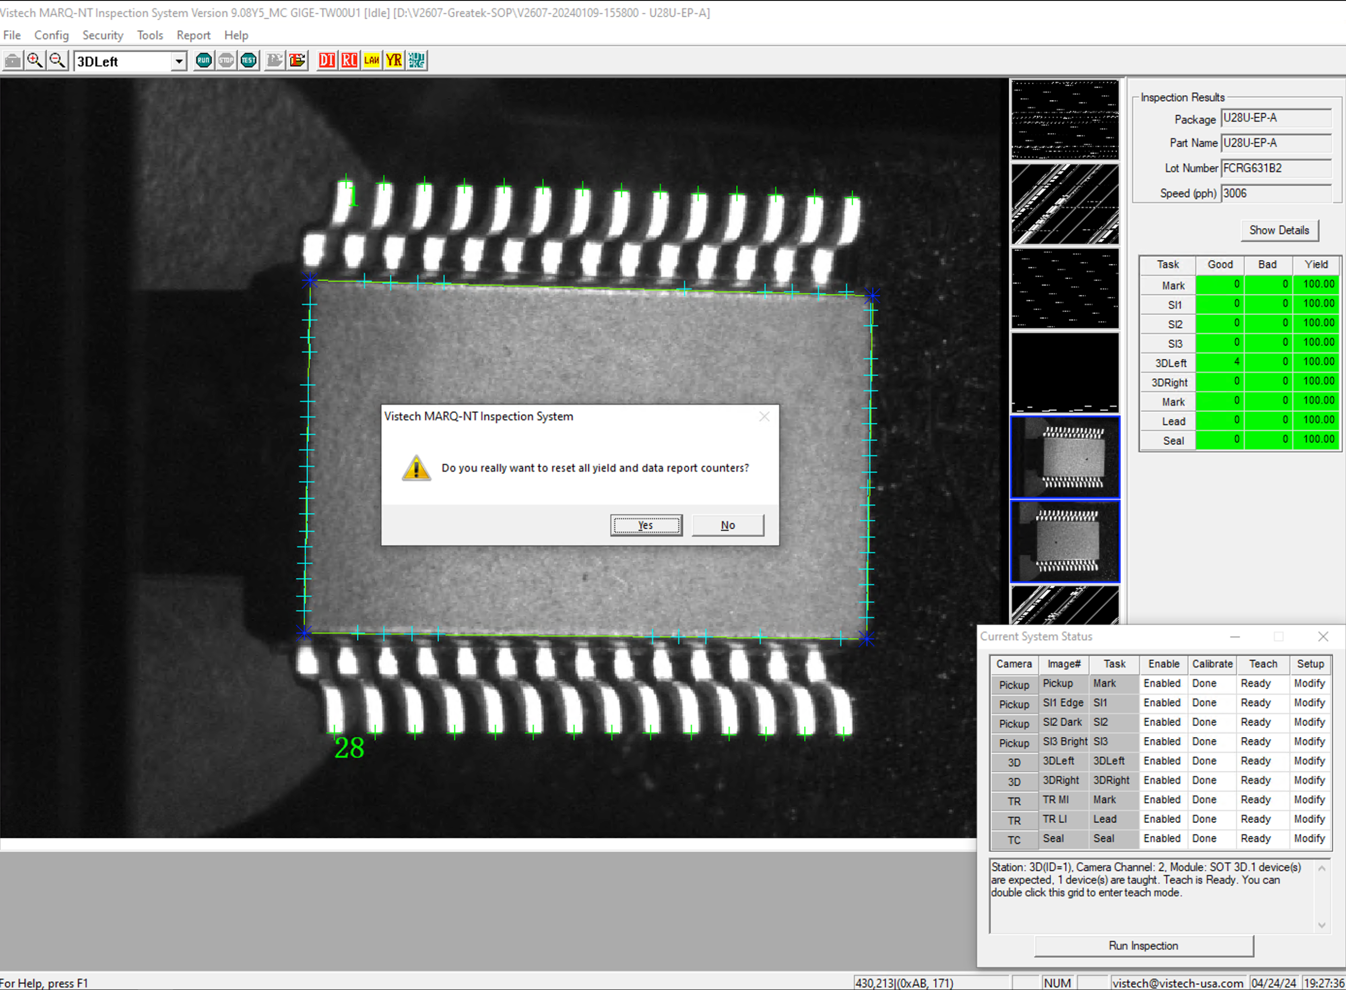 Vistech MARQ-NT Inspection System Version 9.08Y5_MC GIGE-TW00U1 [Idle] [D:\V2607-Greatek-SOP\V2607-20240109-155800 - U28U-EP-A]
File Config Security Tools Report Help
3DLeft RUN STOP TEST DI RC LAN YR
1
28
Inspection Results
Package U28U-EP-A
Part Name U28U-EP-A
Lot Number FCRG631B2
Speed (pph) 3006
Show Details
Task Good Bad Yield
Mark 0 0 100.00
SI1 0 0 100.00
SI2 0 0 100.00
SI3 0 0 100.00
3DLeft 4 0 100.00
3DRight 0 0 100.00
Mark 0 0 100.00
Lead 0 0 100.00
Seal 0 0 100.00
Vistech MARQ-NT Inspection System
Do you really want to reset all yield and data report counters?
Yes No
Current System Status
Camera Image# Task Enable Calibrate Teach Setup
Pickup Pickup Mark Enabled Done Ready Modify
Pickup SI1 Edge SI1 Enabled Done Ready Modify
Pickup SI2 Dark SI2 Enabled Done Ready Modify
Pickup SI3 Bright SI3 Enabled Done Ready Modify
3D 3DLeft 3DLeft Enabled Done Ready Modify
3D 3DRight 3DRight Enabled Done Ready Modify
TR TR MI Mark Enabled Done Ready Modify
TR TR LI Lead Enabled Done Ready Modify
TC Seal Seal Enabled Done Ready Modify
Station: 3D(ID=1), Camera Channel: 2, Module: SOT 3D.1 device(s)
are expected, 1 device(s) are taught. Teach is Ready. You can
double click this grid to enter teach mode.
Run Inspection
For Help, press F1 430,213|(0xAB, 171) NUM vistech@vistech-usa.com 04/24/24 19:27:36